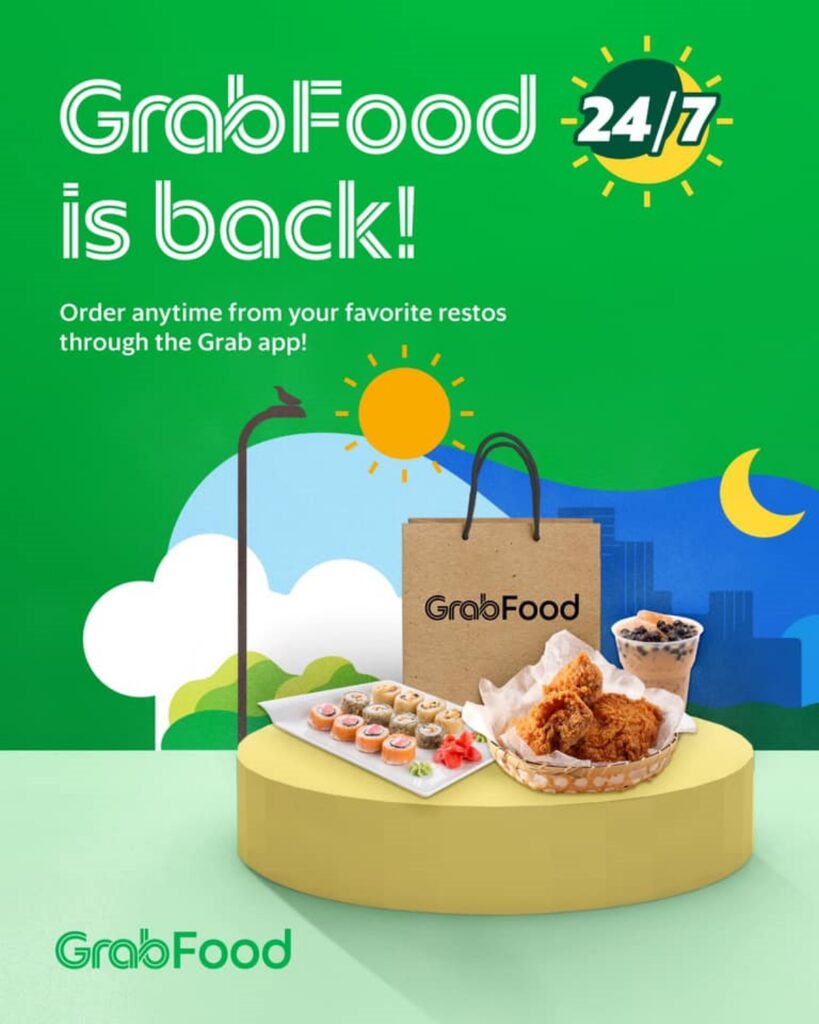 GrabFood
24/7
is back!
Order anytime from your favorite restos
through the Grab app!
GrabFood
GrabFood